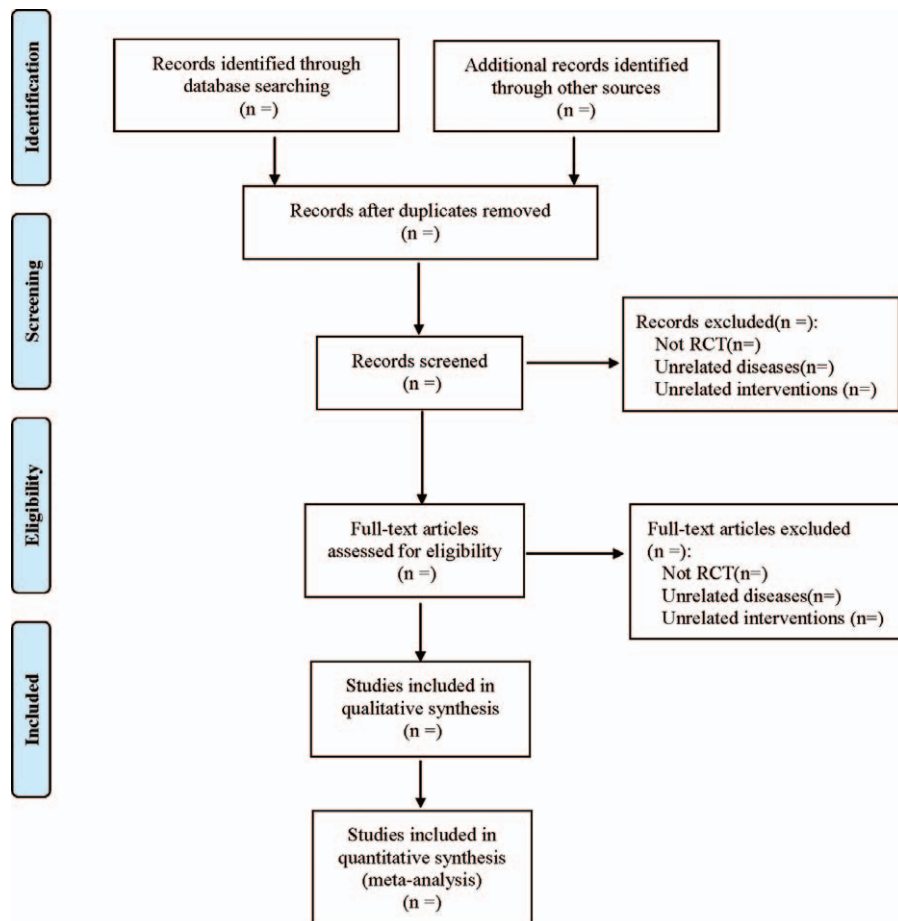 Identification
Records identified through
database searching
(n =)
Additional records identified
through other sources
(n =)
Records after duplicates removed
(n =)
Screening
Records screened
(n =)
Records excluded(n =):
Not RCT(n=)
Unrelated diseases(n=)
Unrelated interventions (n=)
Eligibility
Full-text articles
assessed for eligibility
(n =)
Full-text articles excluded
(n =):
Not RCT(n=)
Unrelated diseases(n=)
Unrelated interventions (n=)
Included
Studies included in
qualitative synthesis
(n =)
Studies included in
quantitative synthesis
(meta-analysis)
(n =)